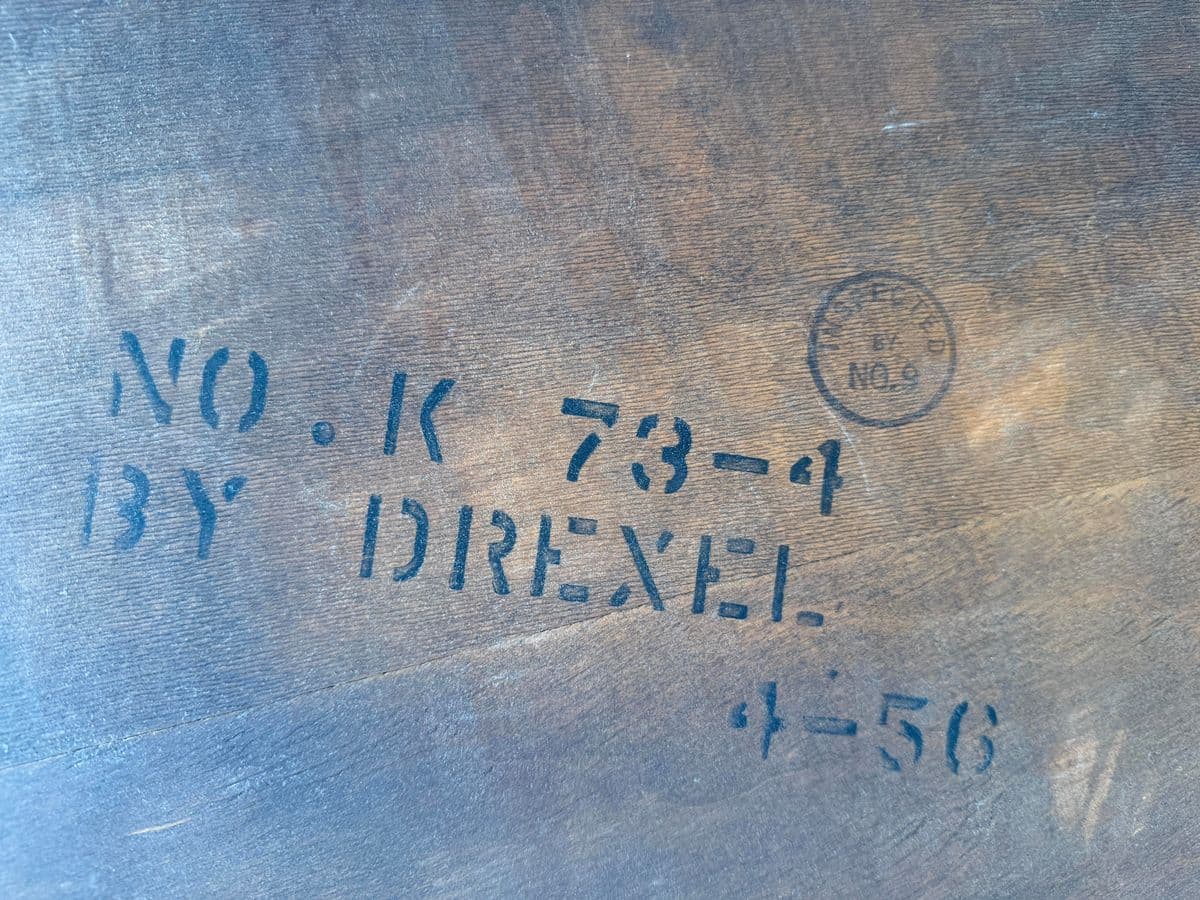 INSPECTED
BY
NO. 9
NO. K 73-4
BY DREXEL
4-56